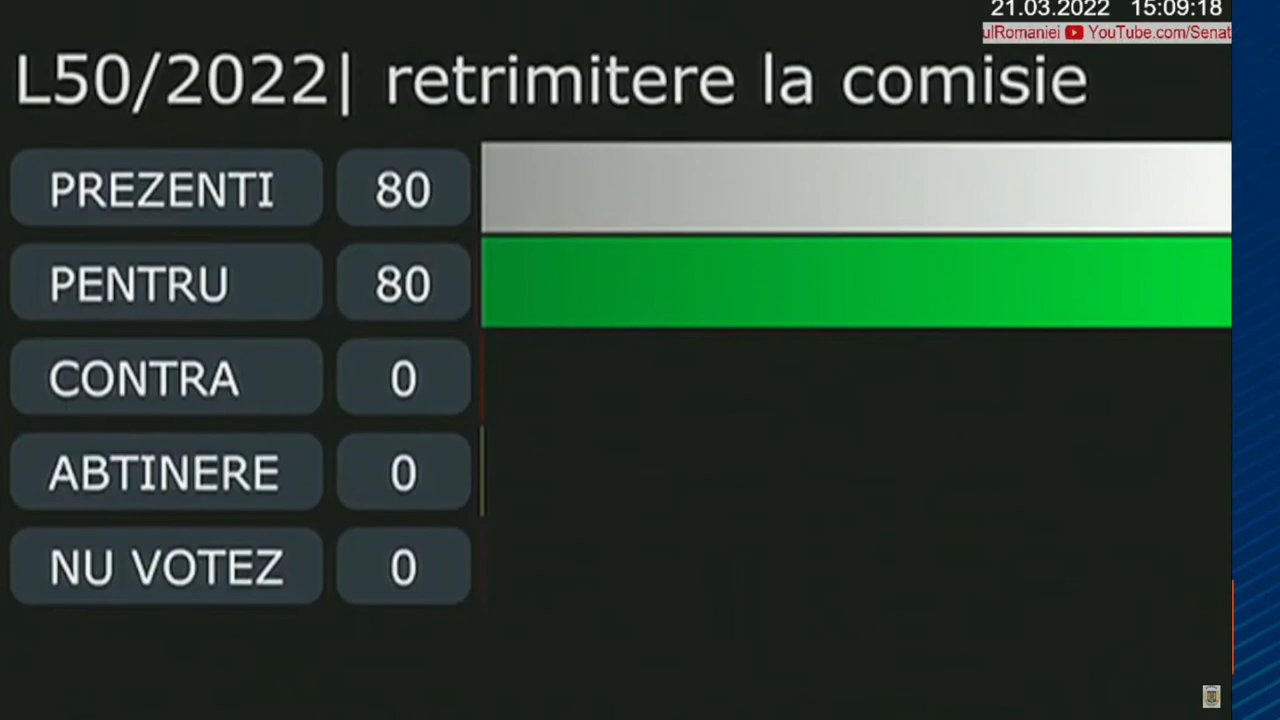 21.03.2022 15:09:18
ulRomaniei YouTube.com/Senat
L50/2022| retrimitere la comisie
PREZENTI 80
PENTRU 80
CONTRA 0
ABTINERE 0
NU VOTEZ 0